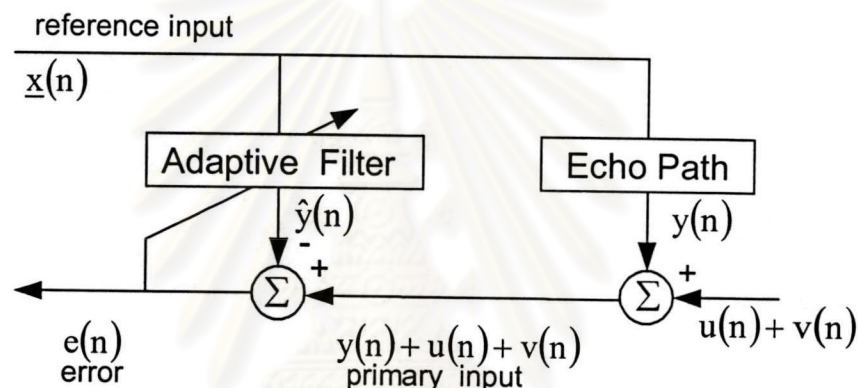 reference input
x(n)
Adaptive Filter
Echo Path
ŷ(n)
y(n)
-
+
+
Σ
Σ
u(n)+ v(n)
e(n)
error
y(n)+ u(n)+ v(n)
primary input